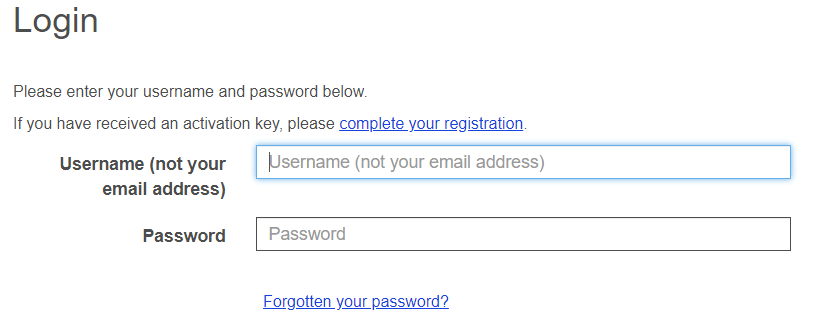 Login
Please enter your username and password below.
If you have received an activation key, please complete your registration.
Username (not your
email address)
Username (not your email address)
Password
Password
Forgotten your password?